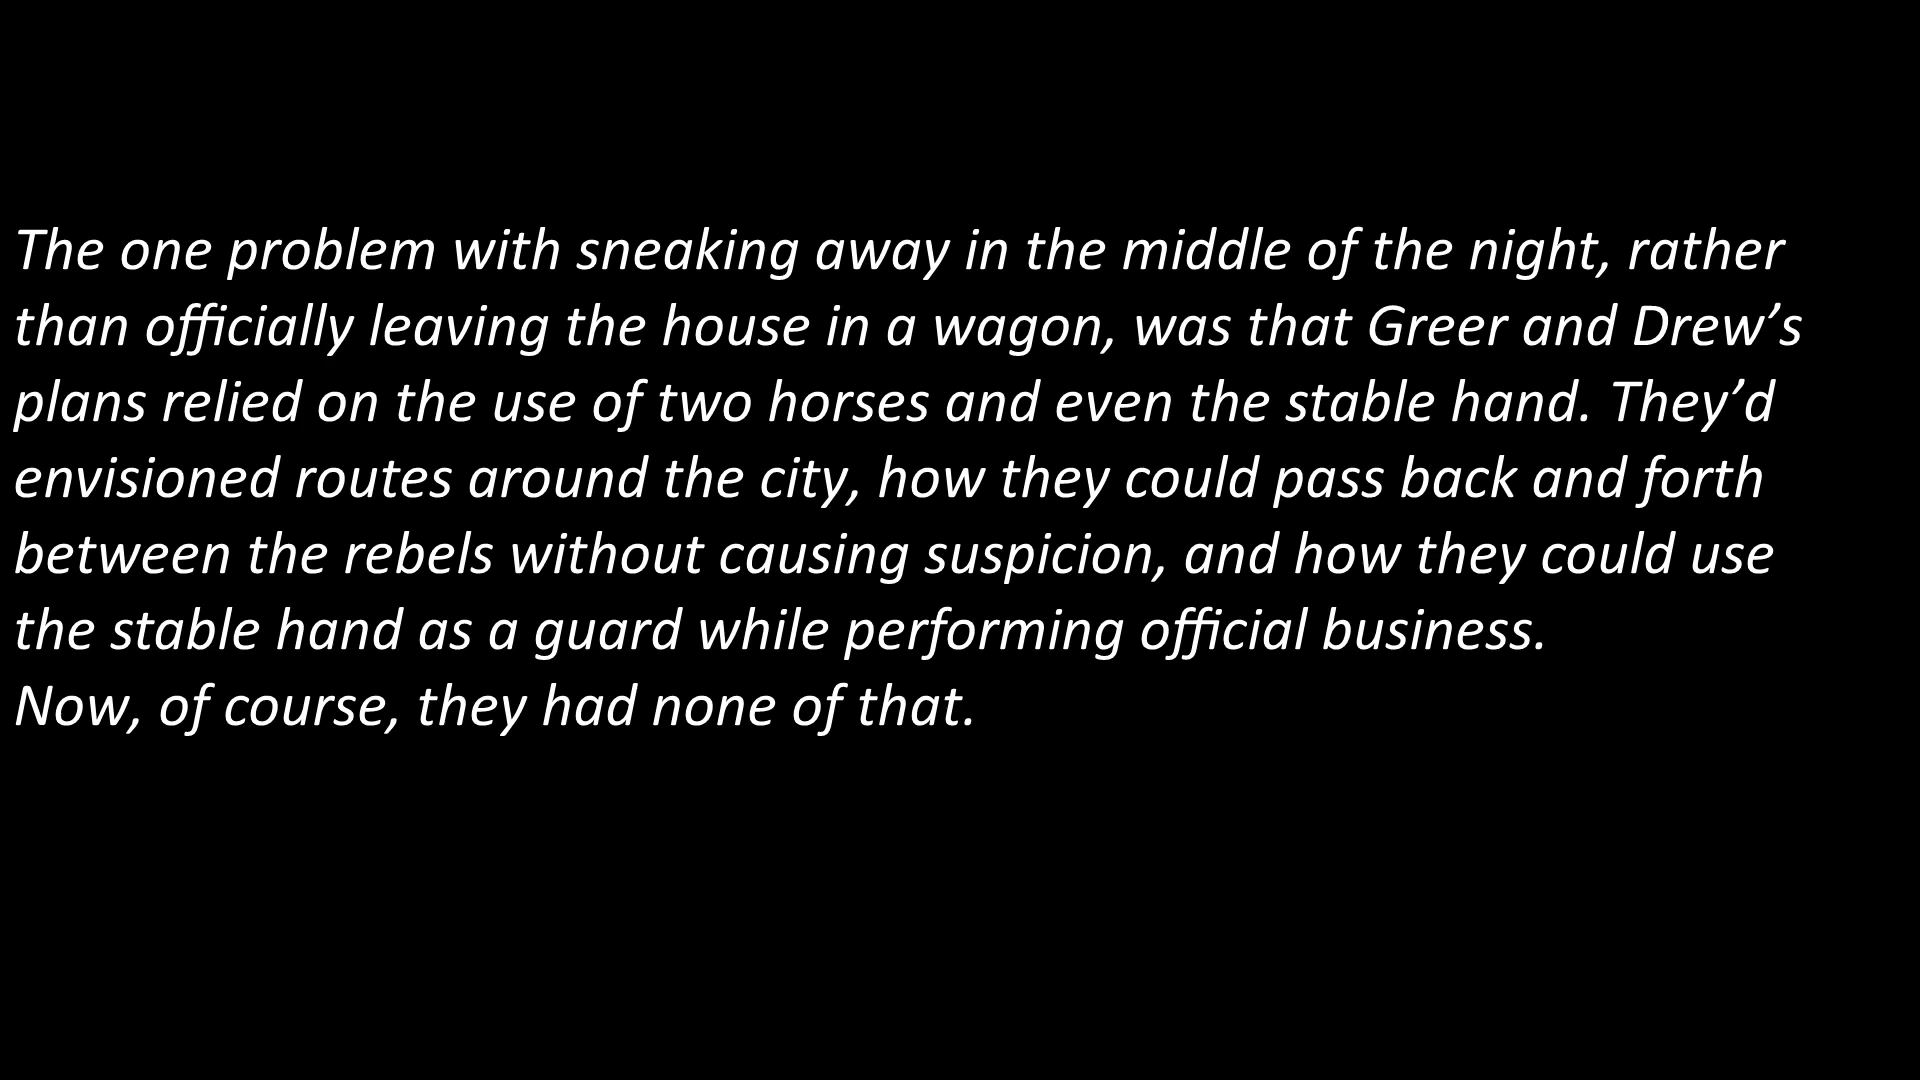 The one problem with sneaking away in the middle of the night, rather
than officially leaving the house in a wagon, was that Greer and Drew’s
plans relied on the use of two horses and even the stable hand. They’d
envisioned routes around the city, how they could pass back and forth
between the rebels without causing suspicion, and how they could use
the stable hand as a guard while performing official business.
Now, of course, they had none of that.